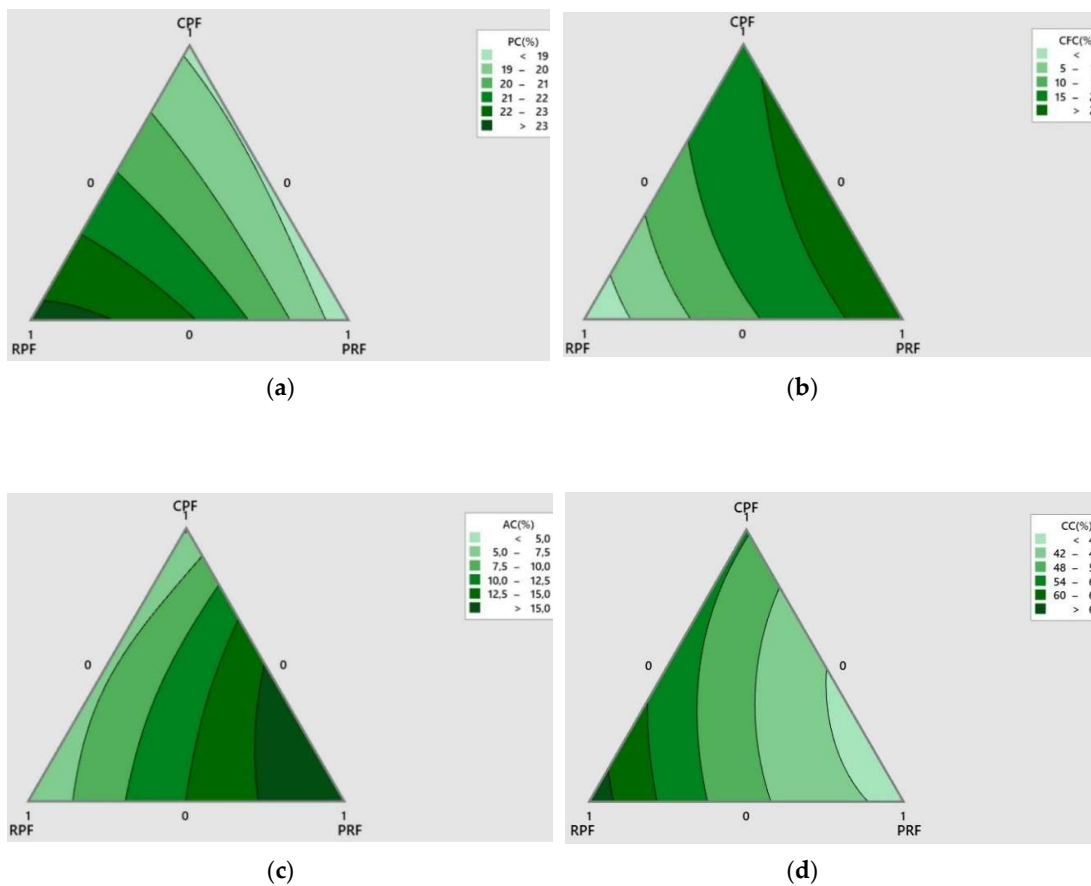 CPF
1
PC(%)
< 19
19 – 20
20 – 21
21 – 22
22 – 23
> 23
0
0
1
0
1
RPF
PRF
(a)
CPF
1
CFC(%
<
5 –
10 –
15 –
>
0
0
1
0
1
RPF
PRF
(b)
CPF
1
AC(%)
< 5,0
5,0 – 7,5
7,5 – 10,0
10,0 – 12,5
12,5 – 15,0
> 15,0
0
0
1
0
1
RPF
PRF
(c)
CPF
1
CC(%)
<
42 –
48 –
54 –
60 –
>
0
0
1
0
1
RPF
PRF
(d)